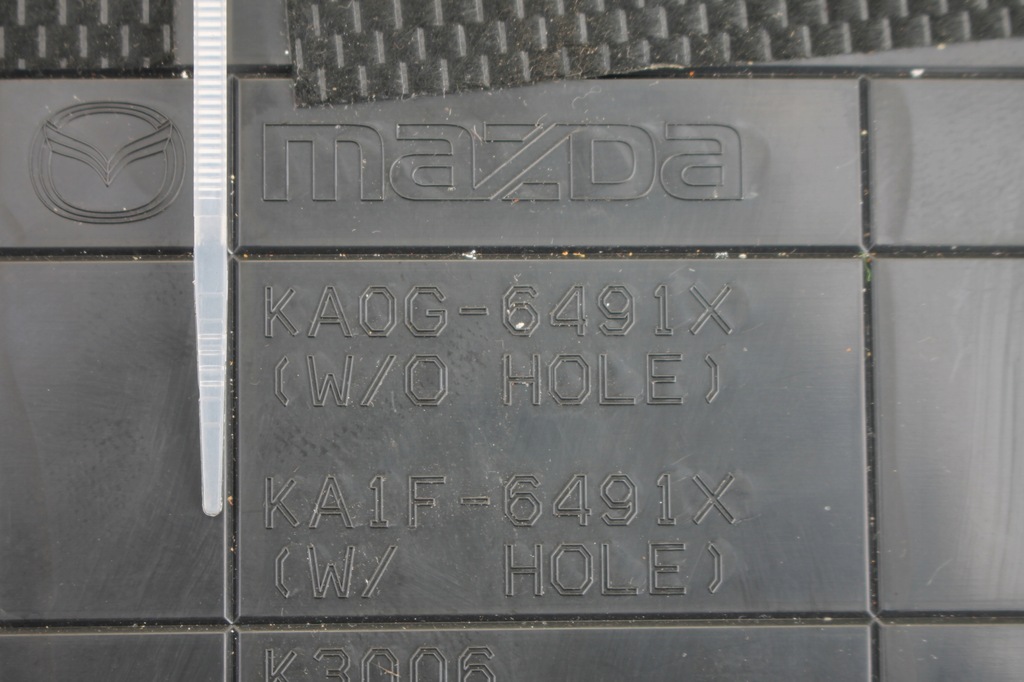 mazda
KA0G-6491X
(W/O HOLE)
KA1F-6491X
(W/ HOLE)
K3006